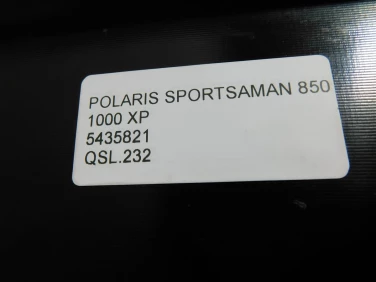 POLARIS SPORTSAMAN 850
1000 XP
5435821
QSL.232